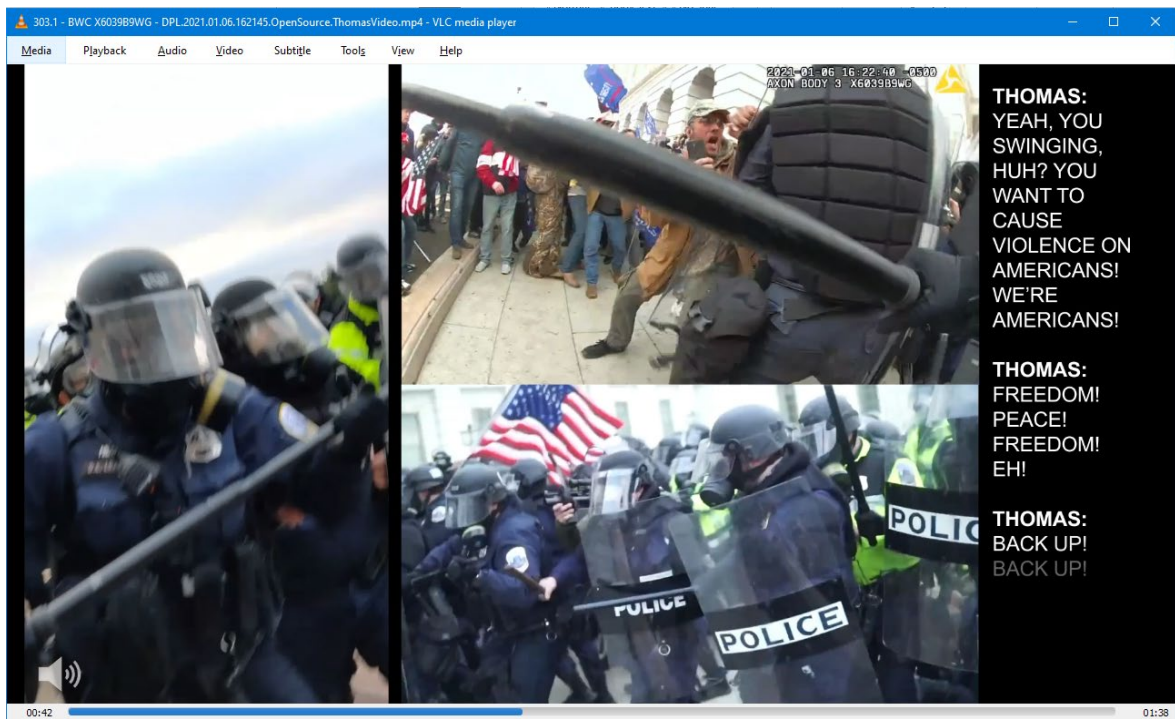 303.1 - BWC X6039B9WG - DPL.2021.01.06.162145.OpenSource.ThomasVideo.mp4 - VLC media player
Media Playback Audio Video Subtitle Tools View Help
2021-01-06 16:22:40 -0500
AXON BODY 3 X6039B9WG
THOMAS:
YEAH, YOU
SWINGING,
HUH? YOU
WANT TO
CAUSE
VIOLENCE ON
AMERICANS!
WE'RE
AMERICANS!
THOMAS:
FREEDOM!
PEACE!
FREEDOM!
EH!
THOMAS:
BACK UP!
BACK UP!
POLIC
POLICE
POLICE
00:42
01:38